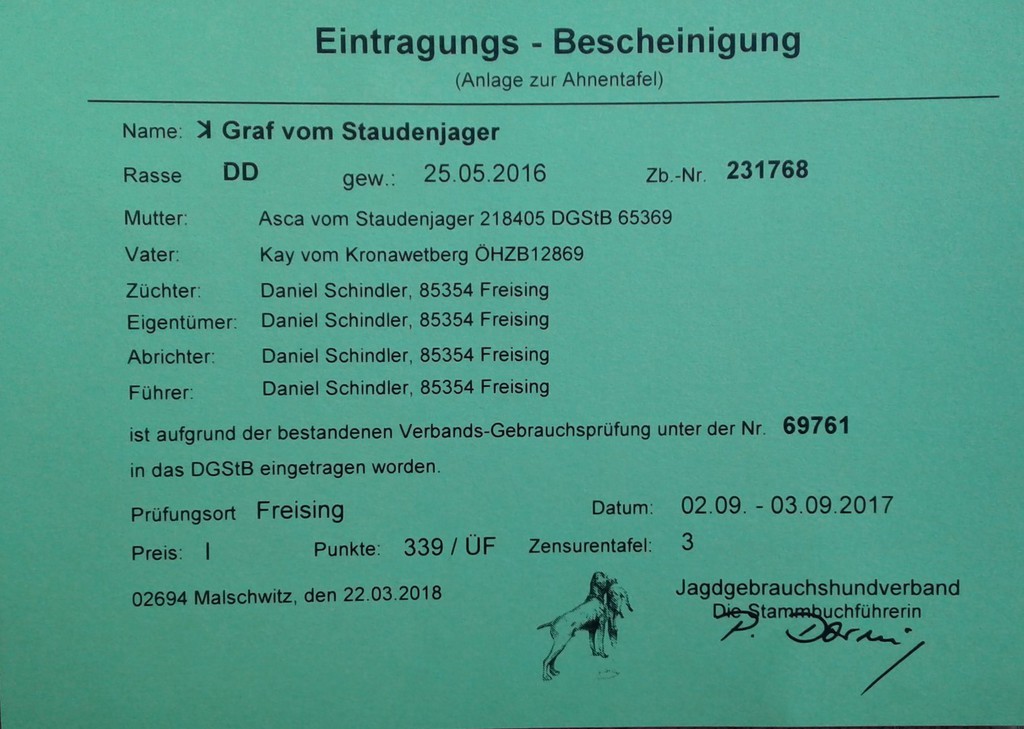 Eintragungs - Bescheinigung
(Anlage zur Ahnentafel)
Name: Graf vom Staudenjager
Rasse DD gew.: 25.05.2016 Zb.-Nr. 231768
Mutter: Asca vom Staudenjager 218405 DGStB 65369
Vater: Kay vom Kronawetberg ÖHZB12869
Züchter: Daniel Schindler, 85354 Freising
Eigentümer: Daniel Schindler, 85354 Freising
Abrichter: Daniel Schindler, 85354 Freising
Führer: Daniel Schindler, 85354 Freising
ist aufgrund der bestandenen Verbands-Gebrauchsprüfung unter der Nr. 69761
in das DGStB eingetragen worden.
Prüfungsort Freising Datum: 02.09. - 03.09.2017
Preis: I Punkte: 339 / ÜF Zensurentafel: 3
02694 Malschwitz, den 22.03.2018
Jagdgebrauchshundverband
Die Stammbuchführerin